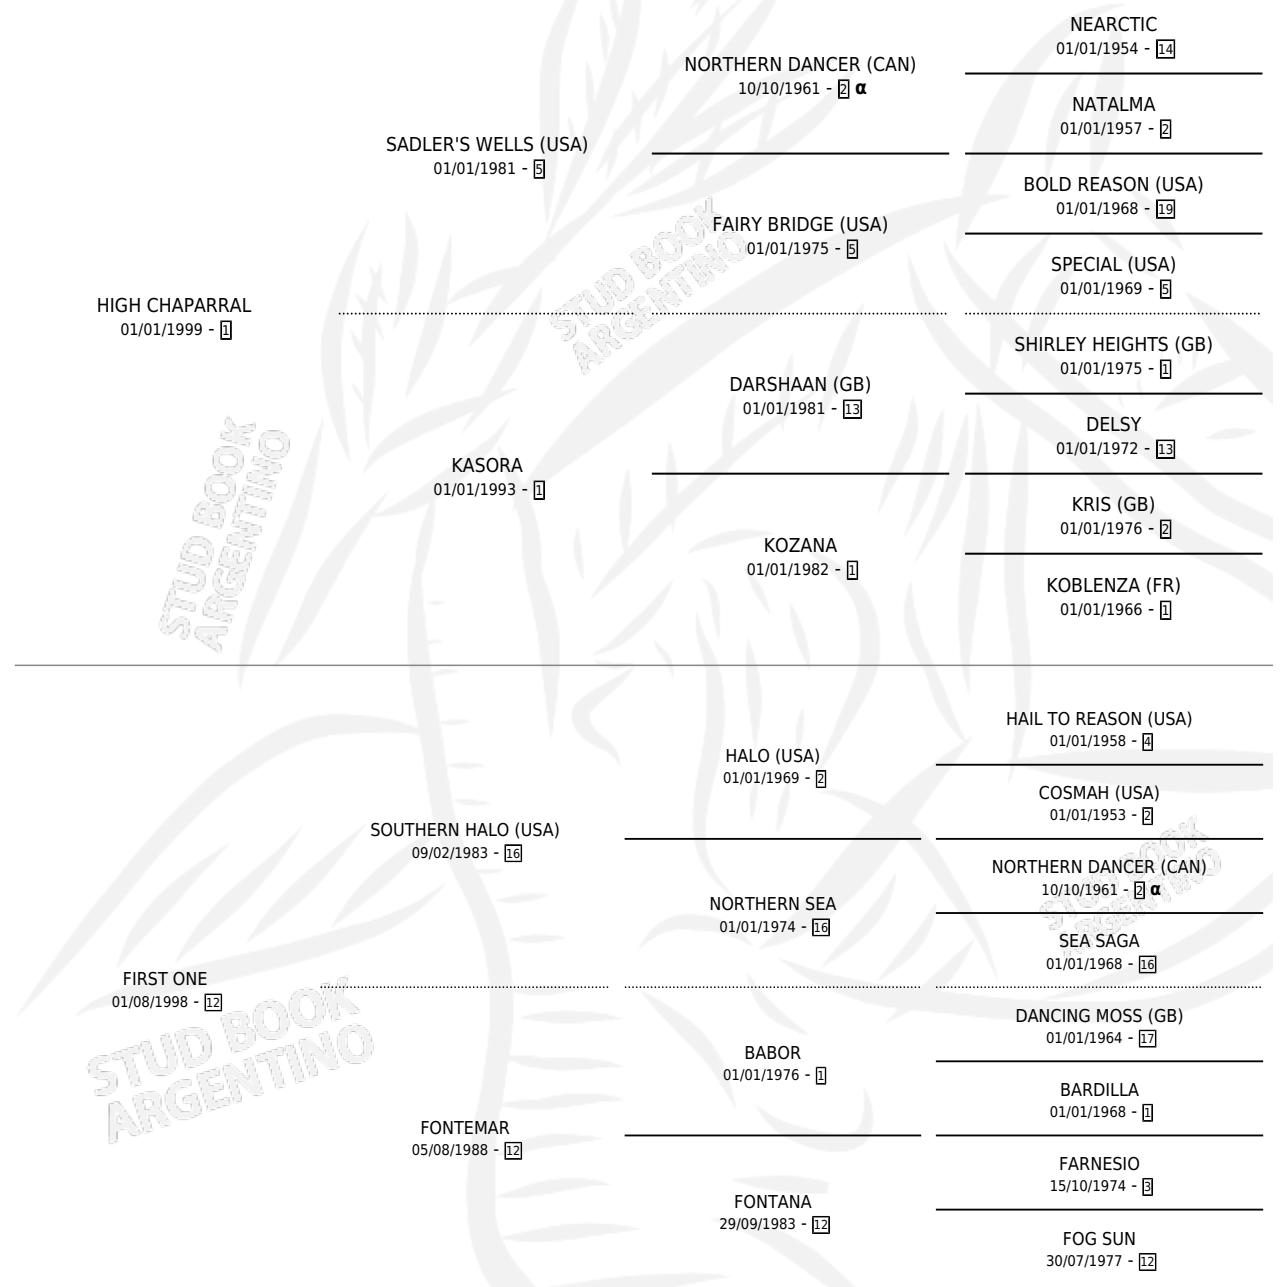 NEARCTIC
01/01/1954 - 14
NORTHERN DANCER (CAN)
10/10/1961 - 2 α
NATALMA
01/01/1957 - 2
SADLER'S WELLS (USA)
01/01/1981 - 5
BOLD REASON (USA)
01/01/1968 - 19
FAIRY BRIDGE (USA)
01/01/1975 - 5
SPECIAL (USA)
01/01/1969 - 5
HIGH CHAPARRAL
01/01/1999 - 1
SHIRLEY HEIGHTS (GB)
01/01/1975 - 1
DARSHAAN (GB)
01/01/1981 - 13
DELSY
01/01/1972 - 13
KASORA
01/01/1993 - 1
KRIS (GB)
01/01/1976 - 2
KOZANA
01/01/1982 - 1
KOBLENZA (FR)
01/01/1966 - 1
HAIL TO REASON (USA)
01/01/1958 - 4
HALO (USA)
01/01/1969 - 2
COSMAH (USA)
01/01/1953 - 2
SOUTHERN HALO (USA)
09/02/1983 - 16
NORTHERN DANCER (CAN)
10/10/1961 - 2 α
NORTHERN SEA
01/01/1974 - 16
SEA SAGA
01/01/1968 - 16
FIRST ONE
01/08/1998 - 12
DANCING MOSS (GB)
01/01/1964 - 17
BABOR
01/01/1976 - 1
BARDILLA
01/01/1968 - 1
FONTEMAR
05/08/1988 - 12
FARNESIO
15/10/1974 - 3
FONTANA
29/09/1983 - 12
FOG SUN
30/07/1977 - 12
STUD BOOK
ARGENTINO
STUD BOOK
ARGENTINO
STUD BOOK
ARGENTINO
STUD BOOK
ARGENTINO